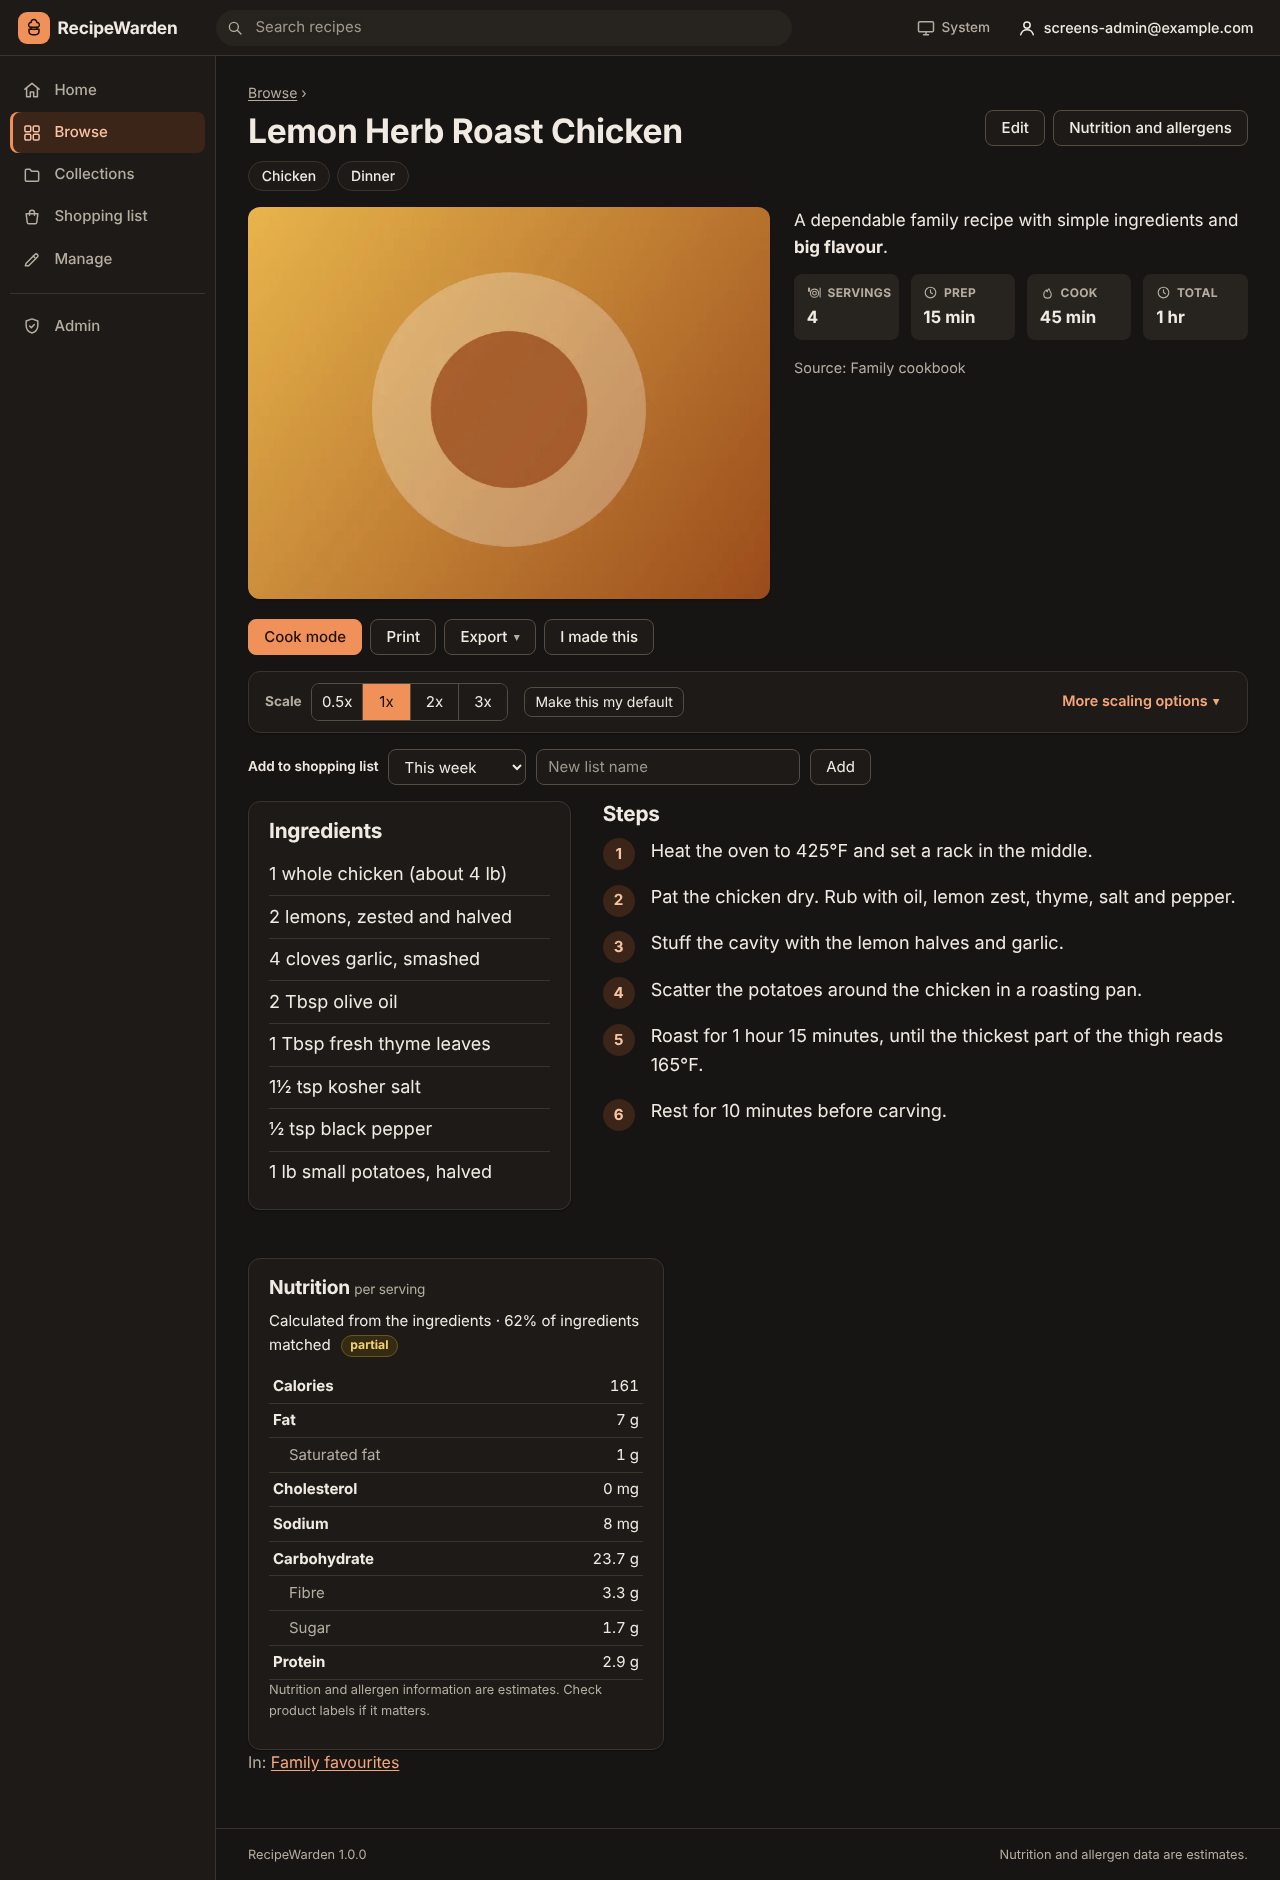 RecipeWarden
Search recipes
System
screens-admin@example.com
Home
Browse
Collections
Shopping list
Manage
Admin
Browse ›
Lemon Herb Roast Chicken
Edit
Nutrition and allergens
Chicken
Dinner
A dependable family recipe with simple ingredients and
big flavour.
SERVINGS
4
PREP
15 min
COOK
45 min
TOTAL
1 hr
Source: Family cookbook
Cook mode
Print
Export ▾
I made this
Scale
0.5x
1x
2x
3x
Make this my default
More scaling options ▾
Add to shopping list
This week
New list name
Add
Ingredients
1 whole chicken (about 4 lb)
2 lemons, zested and halved
4 cloves garlic, smashed
2 Tbsp olive oil
1 Tbsp fresh thyme leaves
1½ tsp kosher salt
½ tsp black pepper
1 lb small potatoes, halved
Steps
1 Heat the oven to 425°F and set a rack in the middle.
2 Pat the chicken dry. Rub with oil, lemon zest, thyme, salt and pepper.
3 Stuff the cavity with the lemon halves and garlic.
4 Scatter the potatoes around the chicken in a roasting pan.
5 Roast for 1 hour 15 minutes, until the thickest part of the thigh reads
165°F.
6 Rest for 10 minutes before carving.
Nutrition per serving
Calculated from the ingredients · 62% of ingredients
matched partial
Calories 161
Fat 7 g
Saturated fat 1 g
Cholesterol 0 mg
Sodium 8 mg
Carbohydrate 23.7 g
Fibre 3.3 g
Sugar 1.7 g
Protein 2.9 g
Nutrition and allergen information are estimates. Check
product labels if it matters.
In: Family favourites
RecipeWarden 1.0.0
Nutrition and allergen data are estimates.